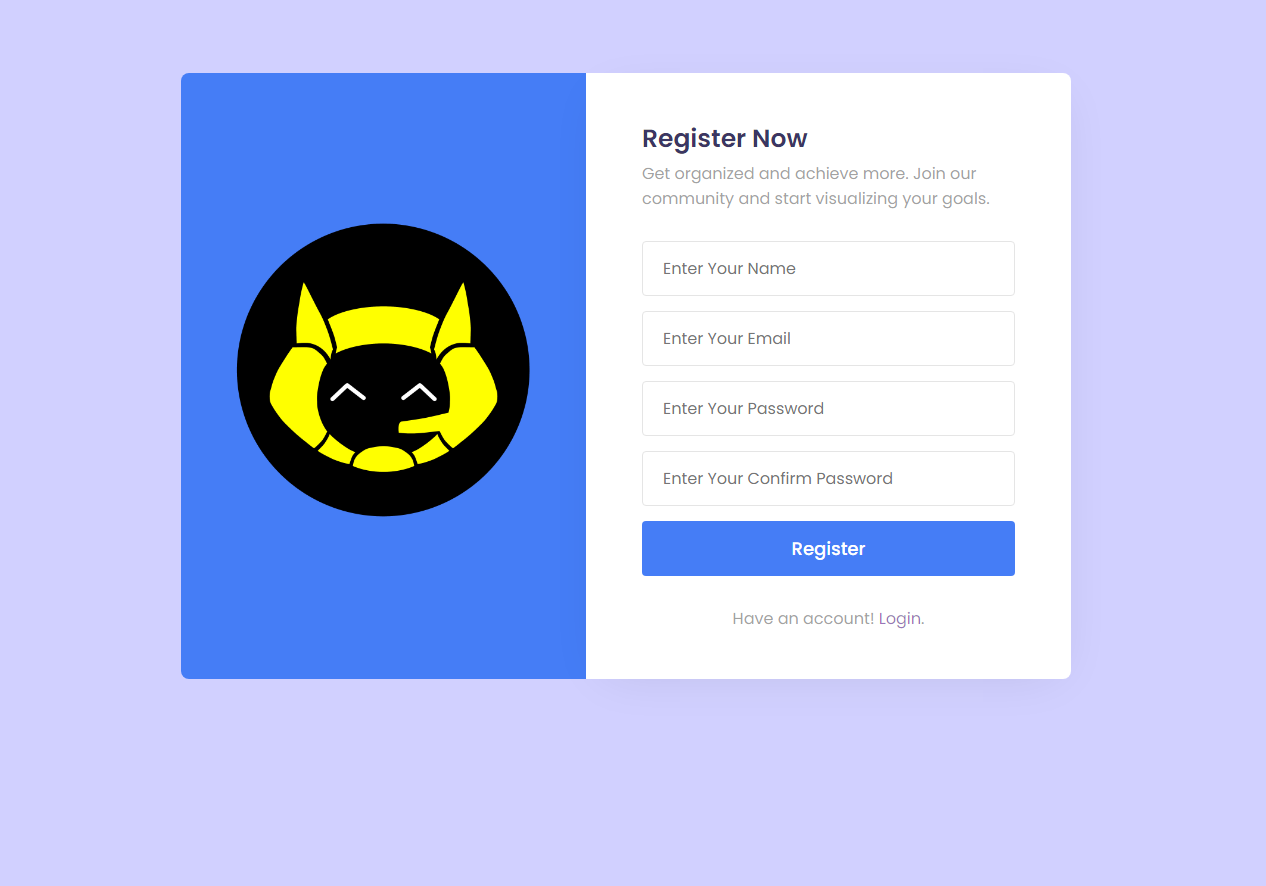 Register Now
Get organized and achieve more. Join our
community and start visualizing your goals.
Enter Your Name
Enter Your Email
Enter Your Password
Enter Your Confirm Password
Register
Have an account! Login.